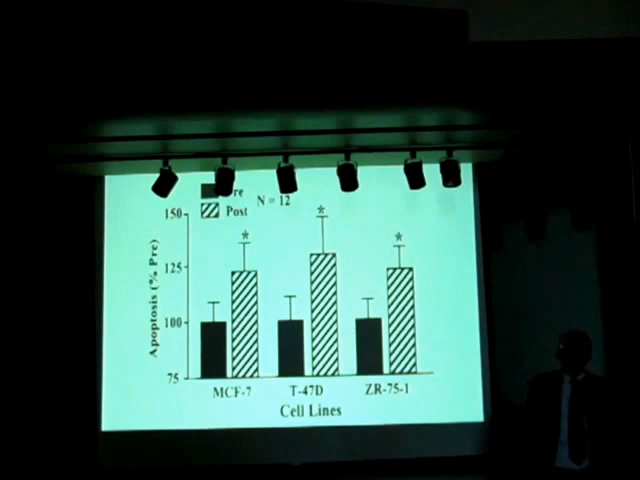 Post
N = 12
* * *
150
125
100
75
Apoptosis (% Pre)
MCF-7 T-47D ZR-75-1
Cell Lines